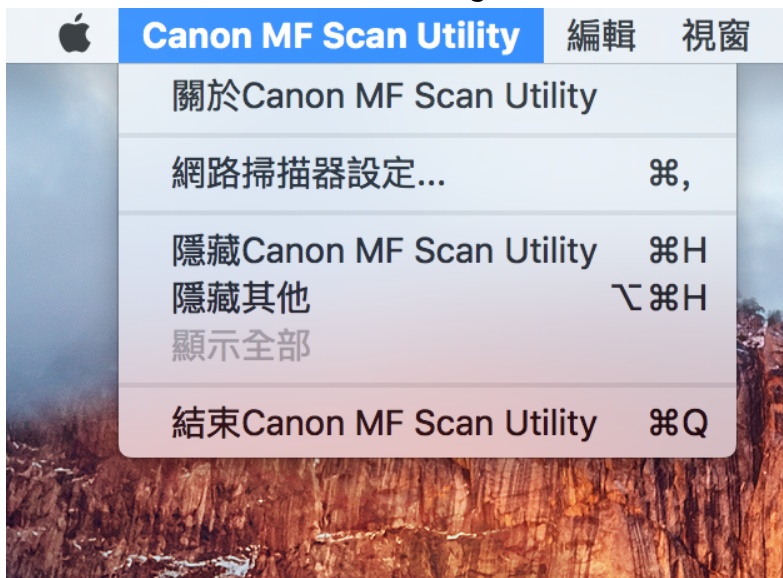 Canon MF Scan Utility 編輯 視窗
關於Canon MF Scan Utility
網路掃描器設定... ⌘,
隱藏Canon MF Scan Utility ⌘H
隱藏其他 ⌥⌘H
顯示全部
結束Canon MF Scan Utility ⌘Q